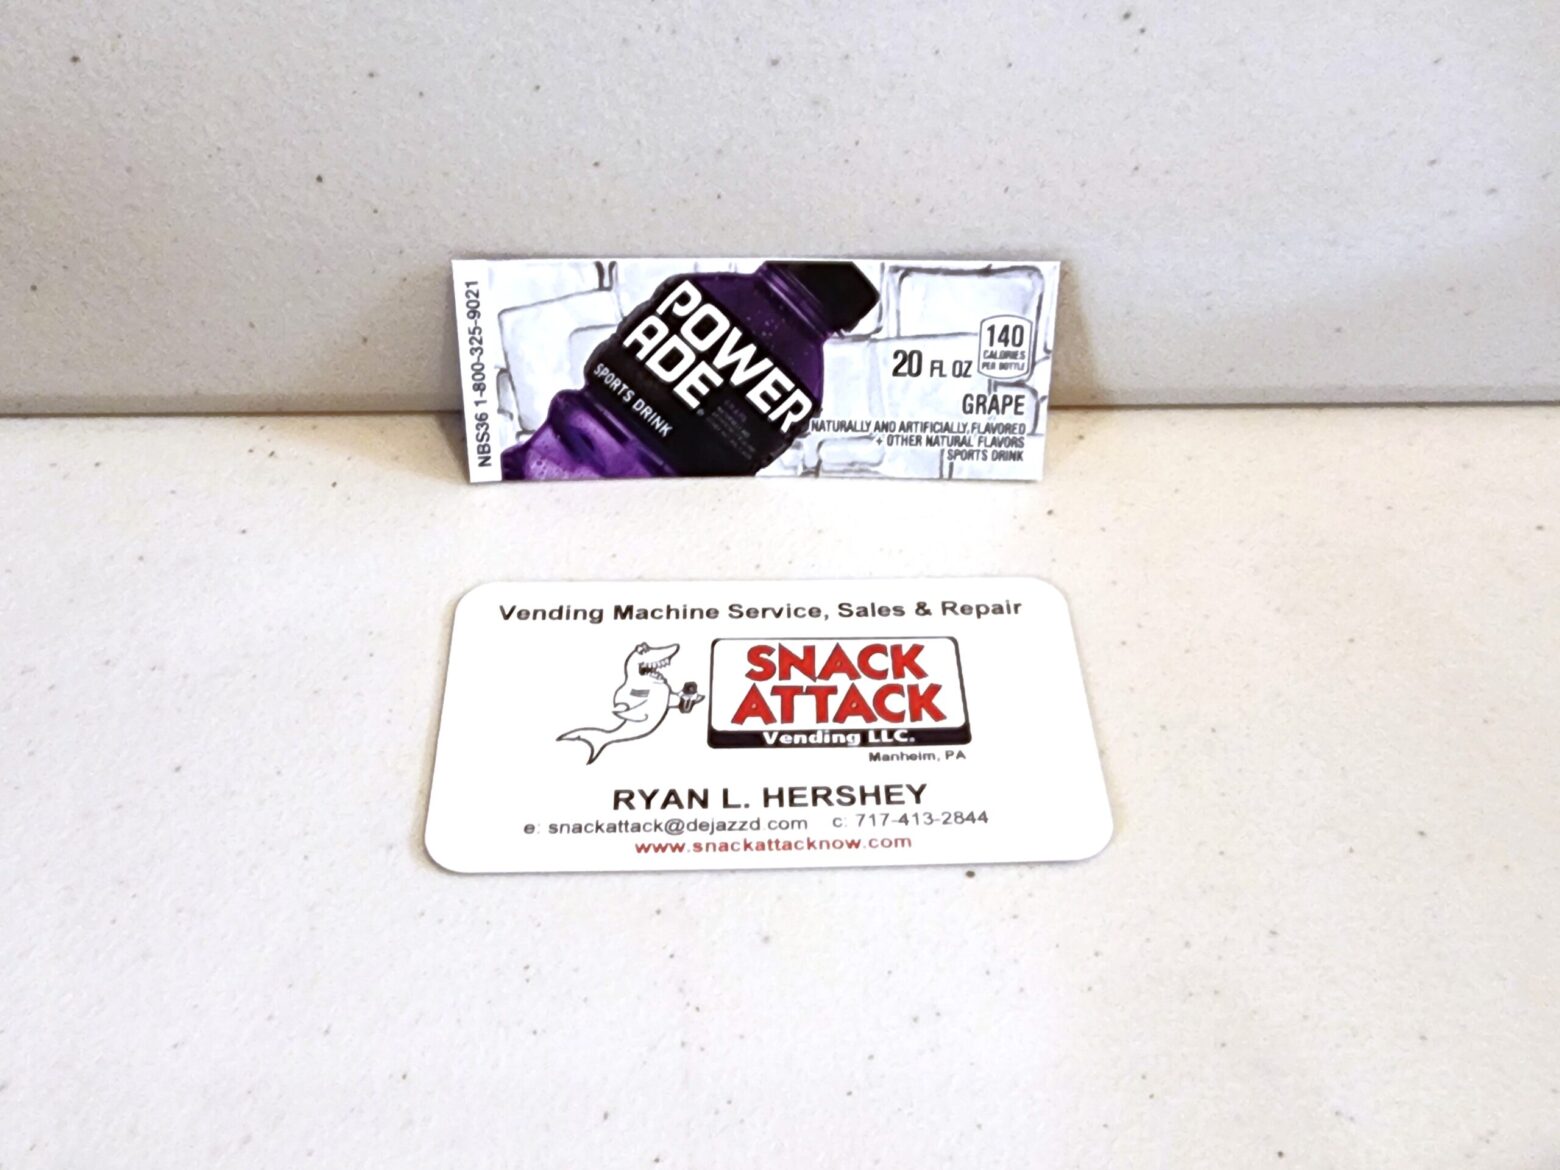 NBS36 1-800-325-9021
POWER
ADE
SPORTS DRINK
20 FL OZ
140
CALORIES
PER BOTTLE
GRAPE
NATURALLY AND ARTIFICIALLY FLAVORED
+ OTHER NATURAL FLAVORS
SPORTS DRINK
Vending Machine Service, Sales & Repair
SNACK
ATTACK
Vending LLC.
Manheim, PA
RYAN L. HERSHEY
e: snackattack@dejazzd.com c: 717-413-2844
www.snackattacknow.com